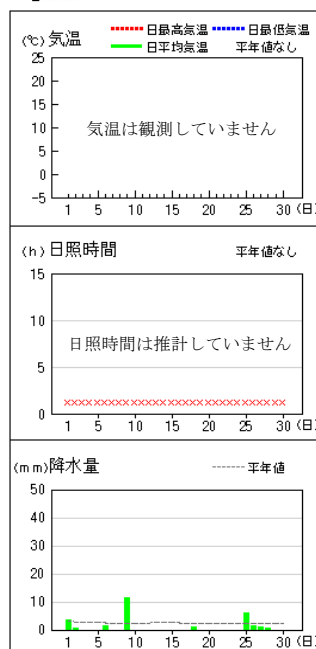 (℃) 気温 日最高気温 日最低気温
日平均気温 平年値なし
25
20
15
10
5
0
-5
気温は観測していません
1 5 10 15 20 25 30 (日)
(h) 日照時間 平年値なし
15
10
5
0
日照時間は推計していません
1 5 10 15 20 25 30 (日)
(mm) 降水量 平年値
50
40
30
20
10
0
1 5 10 15 20 25 30 (日)